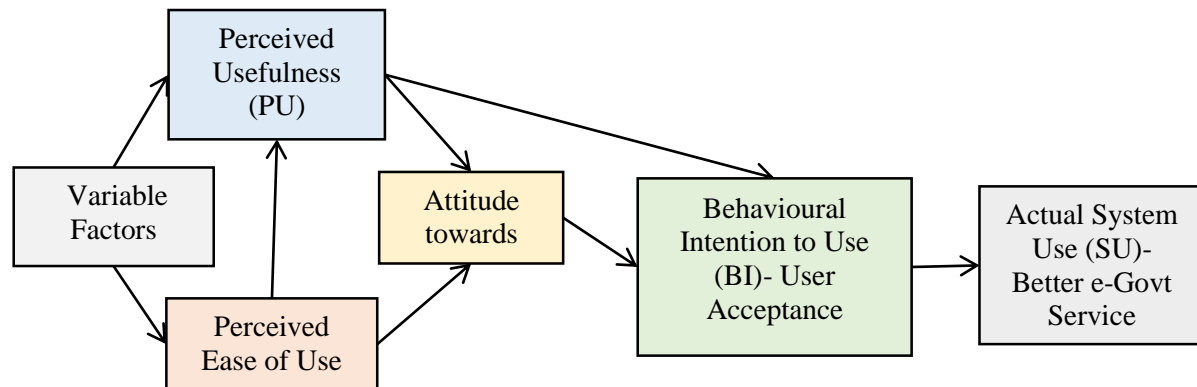 Perceived
Usefulness
(PU)
Variable
Factors
Attitude
towards
Perceived
Ease of Use
Behavioural
Intention to Use
(BI)- User
Acceptance
Actual System
Use (SU)-
Better e-Govt
Service